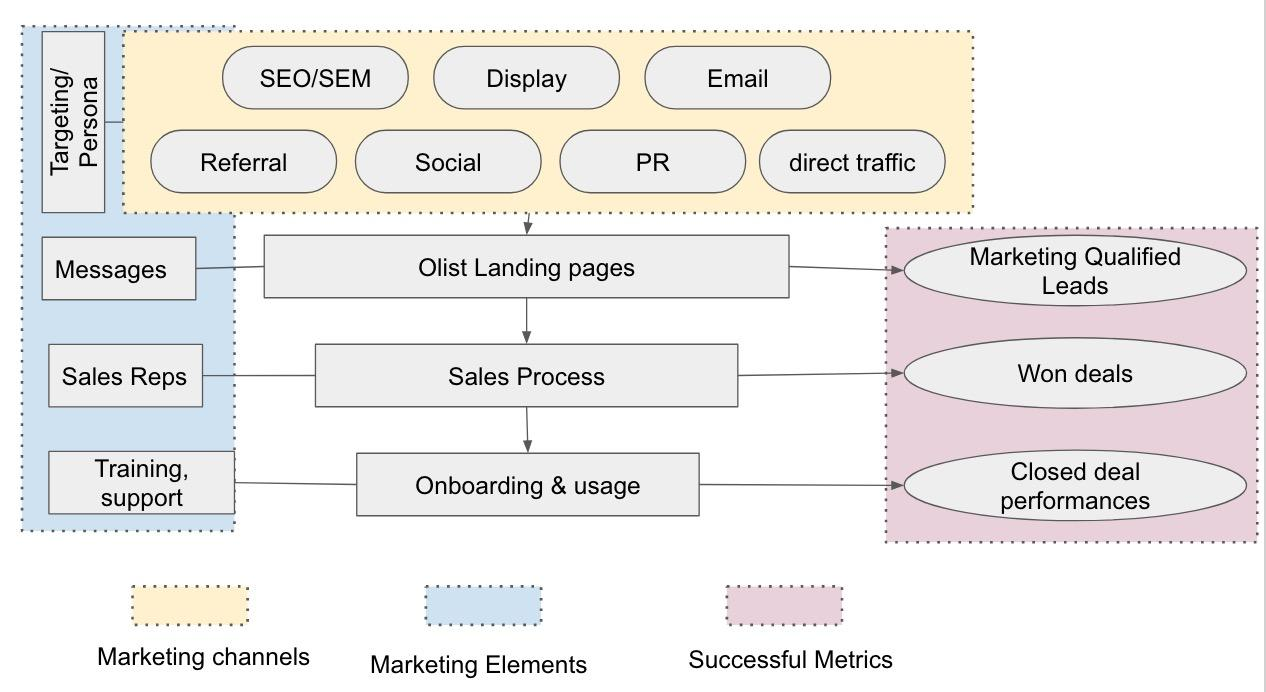 Targeting/
Persona
SEO/SEM
Display
Email
Referral
Social
PR
direct traffic
Messages
Olist Landing pages
Marketing Qualified
Leads
Sales Reps
Sales Process
Won deals
Training,
support
Onboarding & usage
Closed deal
performances
Marketing channels
Marketing Elements
Successful Metrics